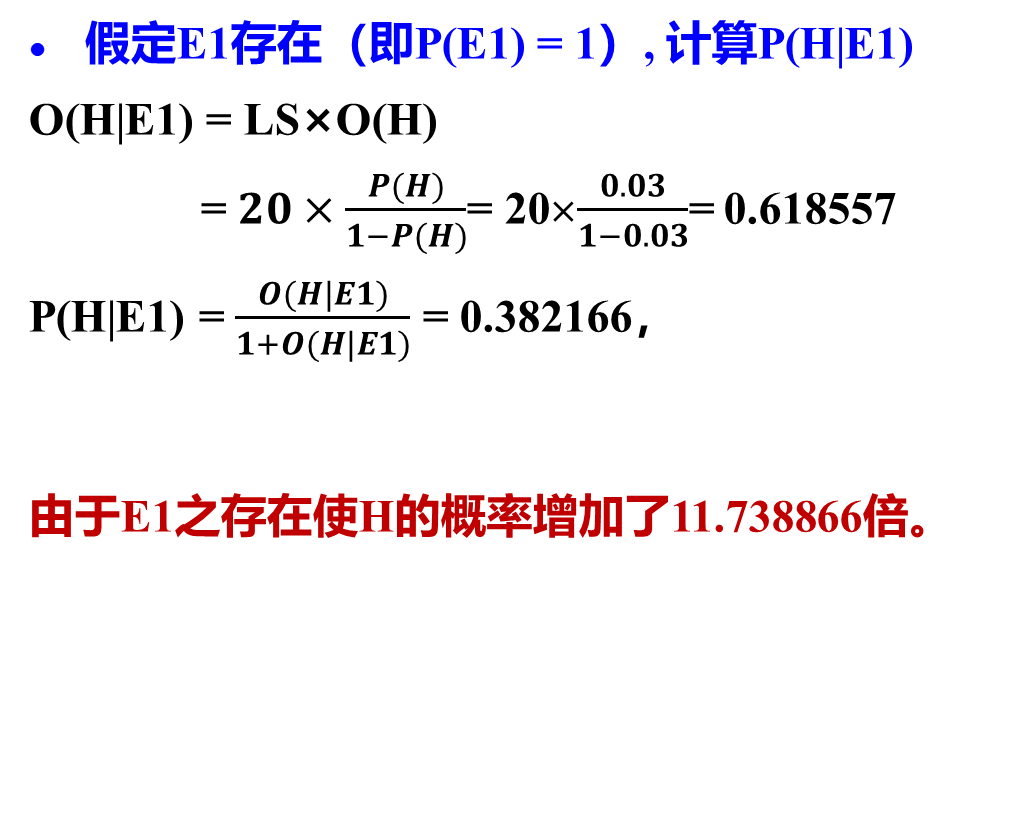 • 假定E1存在（即P(E1) = 1）, 计算P(H|E1)
O(H|E1) = LS×O(H)
= 20 × P(H)/(1−P(H)) = 20× 0.03/(1−0.03) = 0.618557
P(H|E1) = O(H|E1)/(1+O(H|E1)) = 0.382166，
由于E1之存在使H的概率增加了11.738866倍。